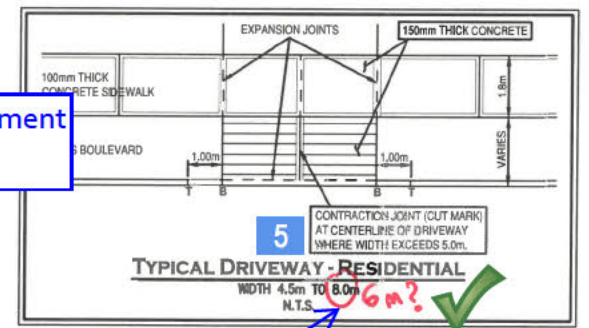 EXPANSION JOINTS
150mm THICK CONCRETE
100mm THICK
CONCRETE SIDEWALK
1.8m
ment
S BOULEVARD
1.00m
1.00m
VARIES
T B B T
5
CONTRACTION JOINT (CUT MARK)
AT CENTERLINE OF DRIVEWAY
WHERE WIDTH EXCEEDS 5.0m.
TYPICAL DRIVEWAY - RESIDENTIAL
WIDTH 4.5m TO 8.0m 6m?
N.T.S.